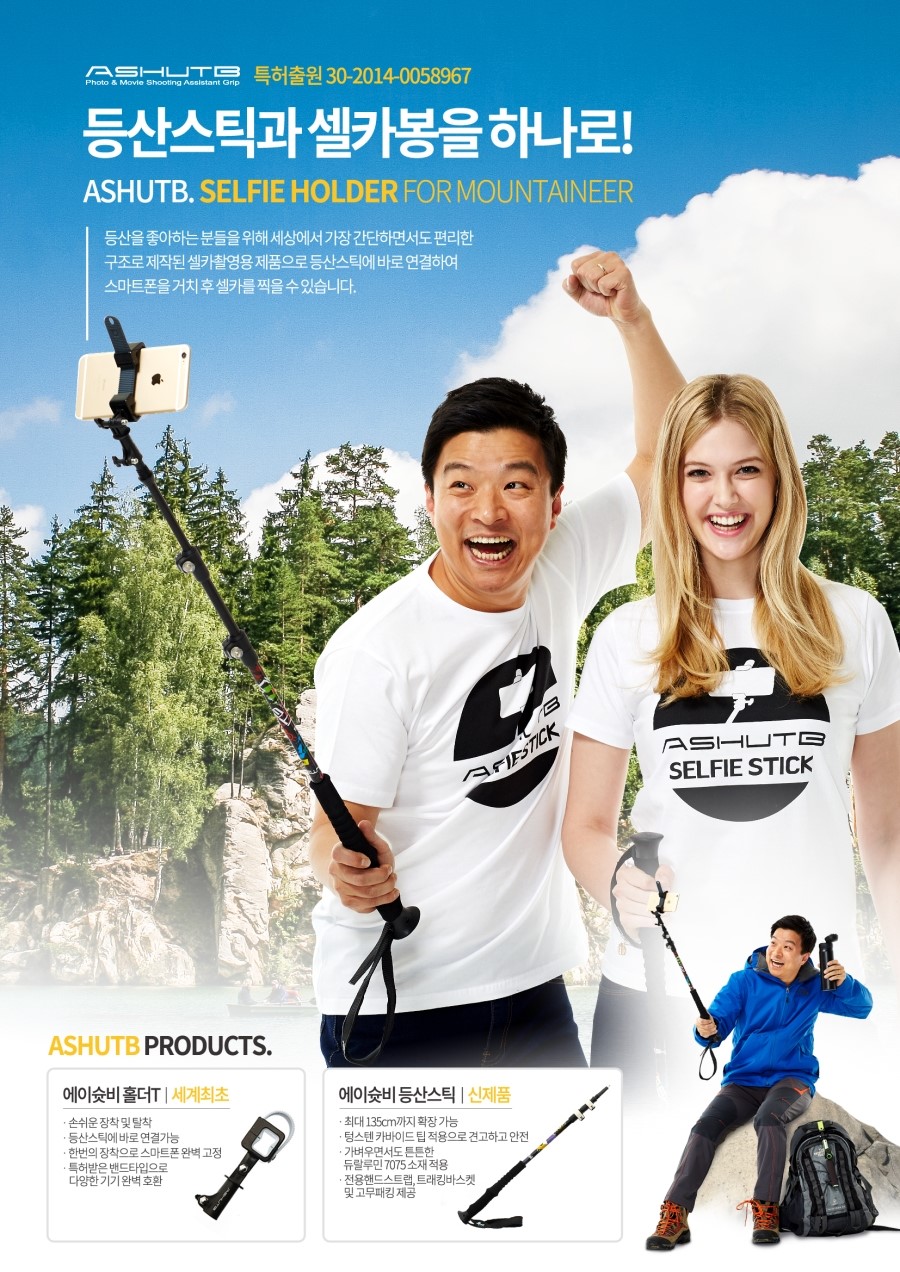 ASHUTB 특허출원 30-2014-0058967
Photo & Movie Shooting Assistant Grip
등산스틱과 셀카봉을 하나로!
ASHUTB. SELFIE HOLDER FOR MOUNTAINEER
등산을 좋아하는 분들을 위해 세상에서 가장 간단하면서도 편리한
구조로 제작된 셀카촬영용 제품으로 등산스틱에 바로 연결하여
스마트폰을 거치 후 셀카를 찍을 수 있습니다.
ASHUTB
SELFIE STICK
ASHUTB PRODUCTS.
에이슛비 홀더T | 세계최초
· 손쉬운 장착 및 탈착
· 등산스틱에 바로 연결가능
· 한번의 장착으로 스마트폰 완벽 고정
· 특허받은 밴드타입으로
다양한 기기 완벽 호환
에이슛비 등산스틱 | 신제품
· 최대 135cm까지 확장 가능
· 텅스텐 카바이드 팁 적용으로 견고하고 안전
· 가벼우면서도 튼튼한
듀랄루민 7075 소재 적용
· 전용핸드스트랩, 트래킹바스켓
및 고무패킹 제공